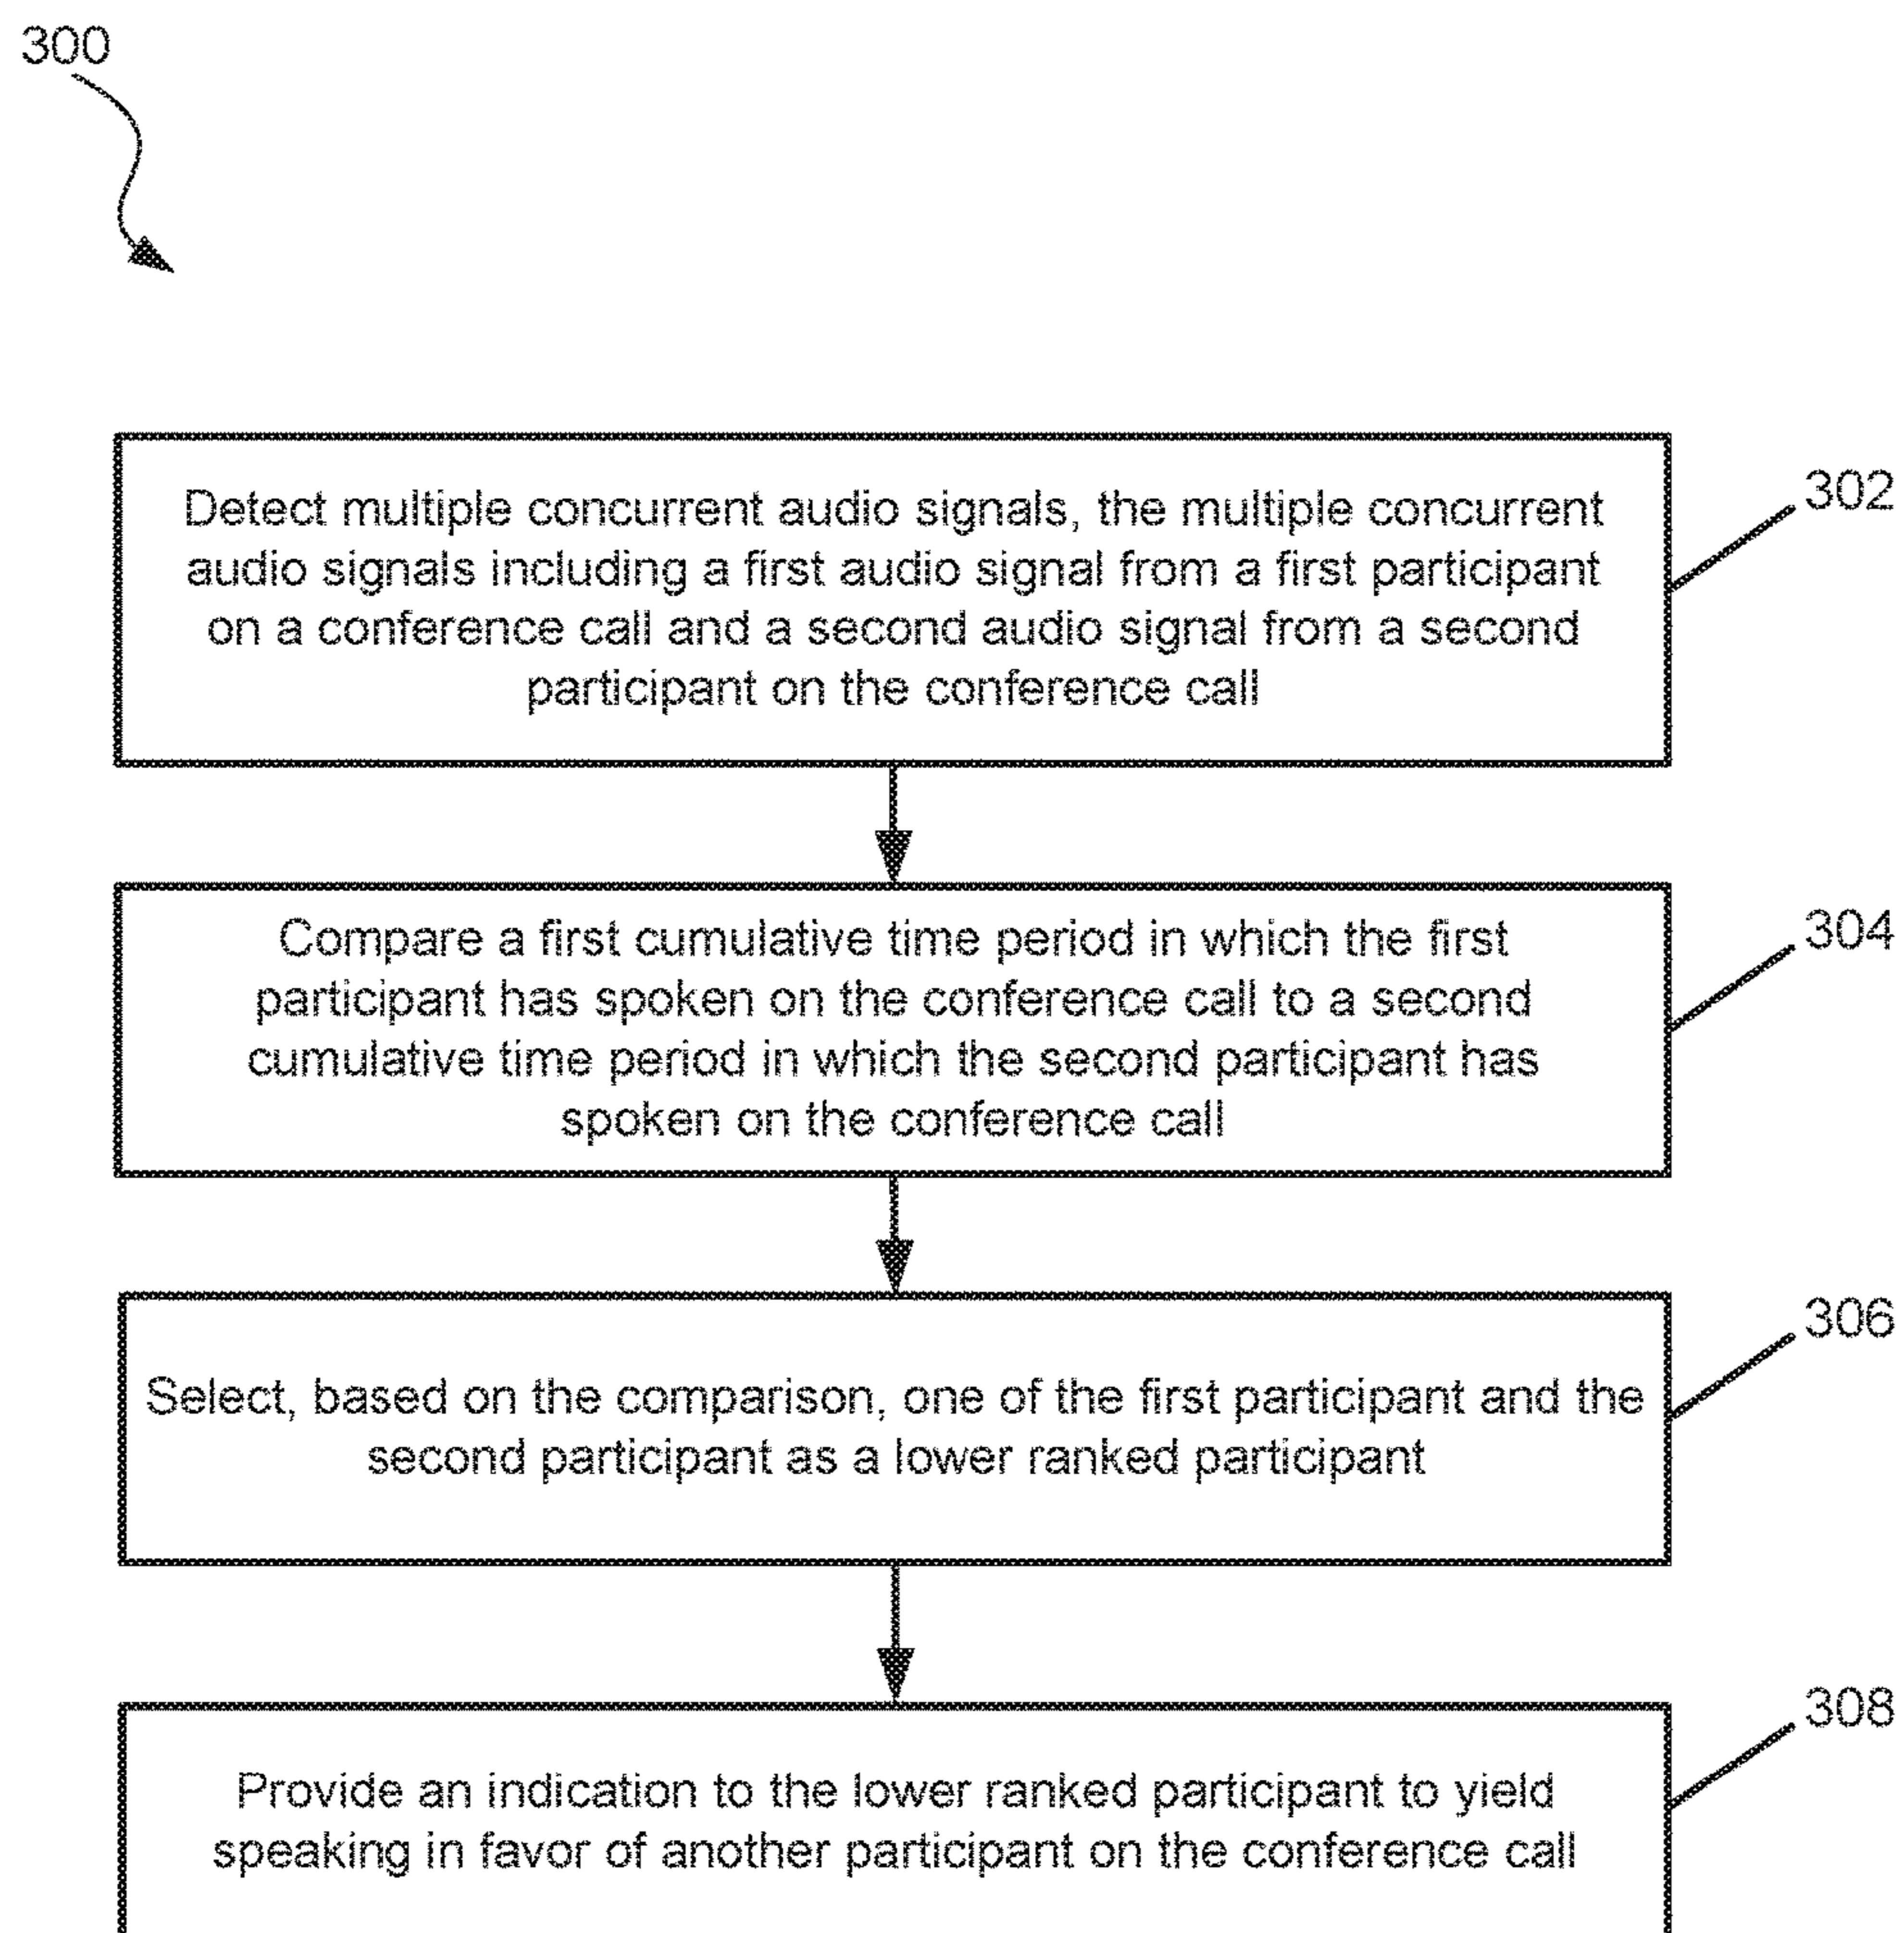 300
Detect multiple concurrent audio signals, the multiple concurrent
audio signals including a first audio signal from a first participant
on a conference call and a second audio signal from a second
participant on the conference call
302
Compare a first cumulative time period in which the first
participant has spoken on the conference call to a second
cumulative time period in which the second participant has
spoken on the conference call
304
Select, based on the comparison, one of the first participant and the
second participant as a lower ranked participant
306
Provide an indication to the lower ranked participant to yield
speaking in favor of another participant on the conference call
308